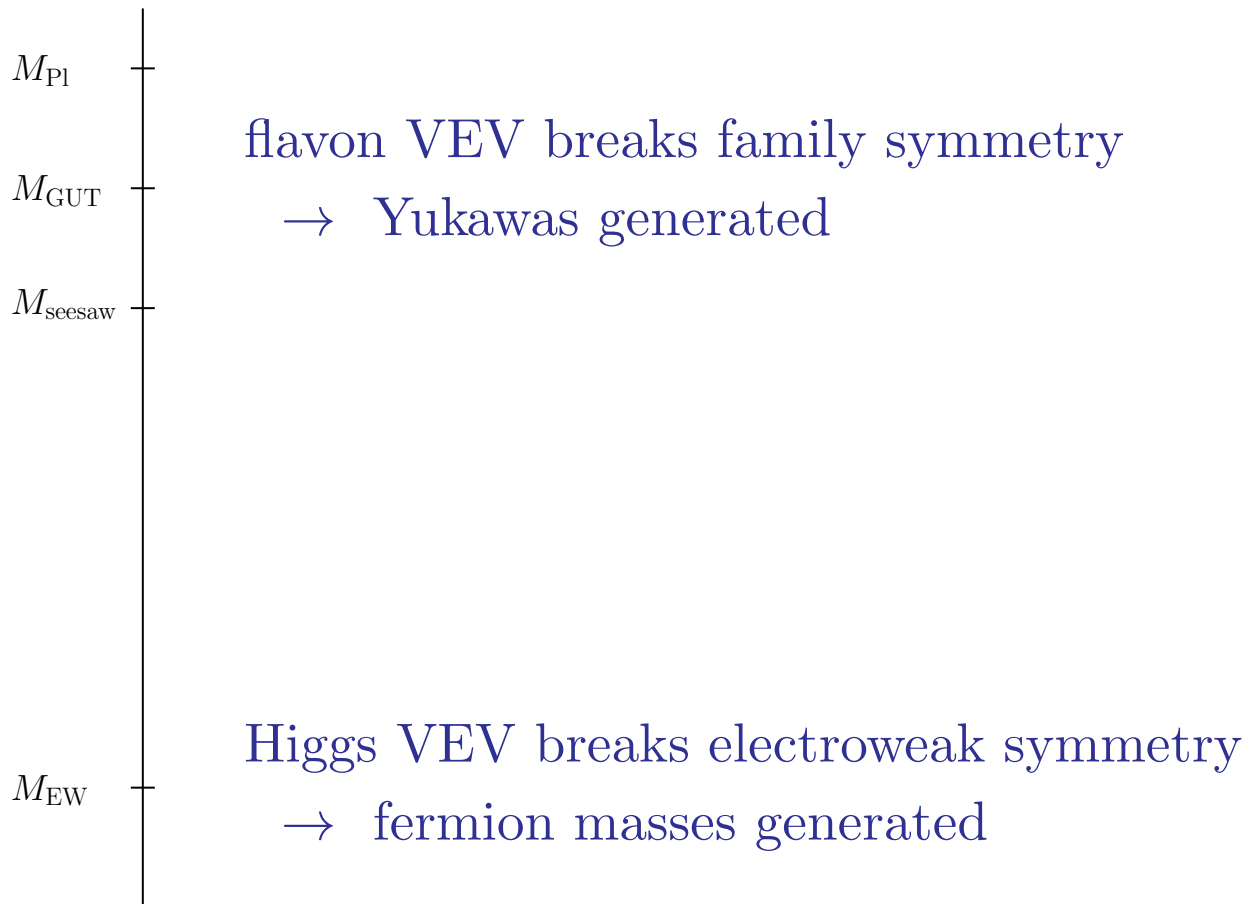 M_Pl
flavon VEV breaks family symmetry
M_GUT
→ Yukawas generated
M_seesaw
Higgs VEV breaks electroweak symmetry
M_EW
→ fermion masses generated